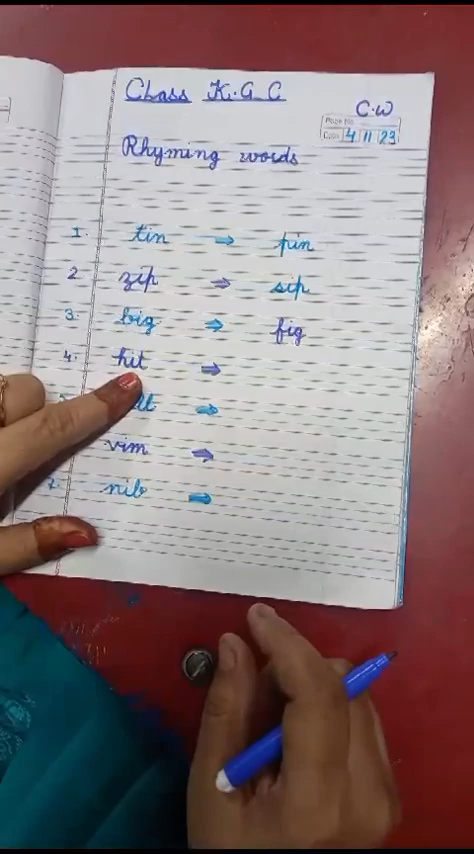 Class K.G C
C.W
Page No.
Date 4 11 23
Rhyming words
1. tin ⇒ pin
2 zip ⇒ sip
3. big ⇒ fig
4. hit ⇒
⇒
vim ⇒
7. nib ⇒